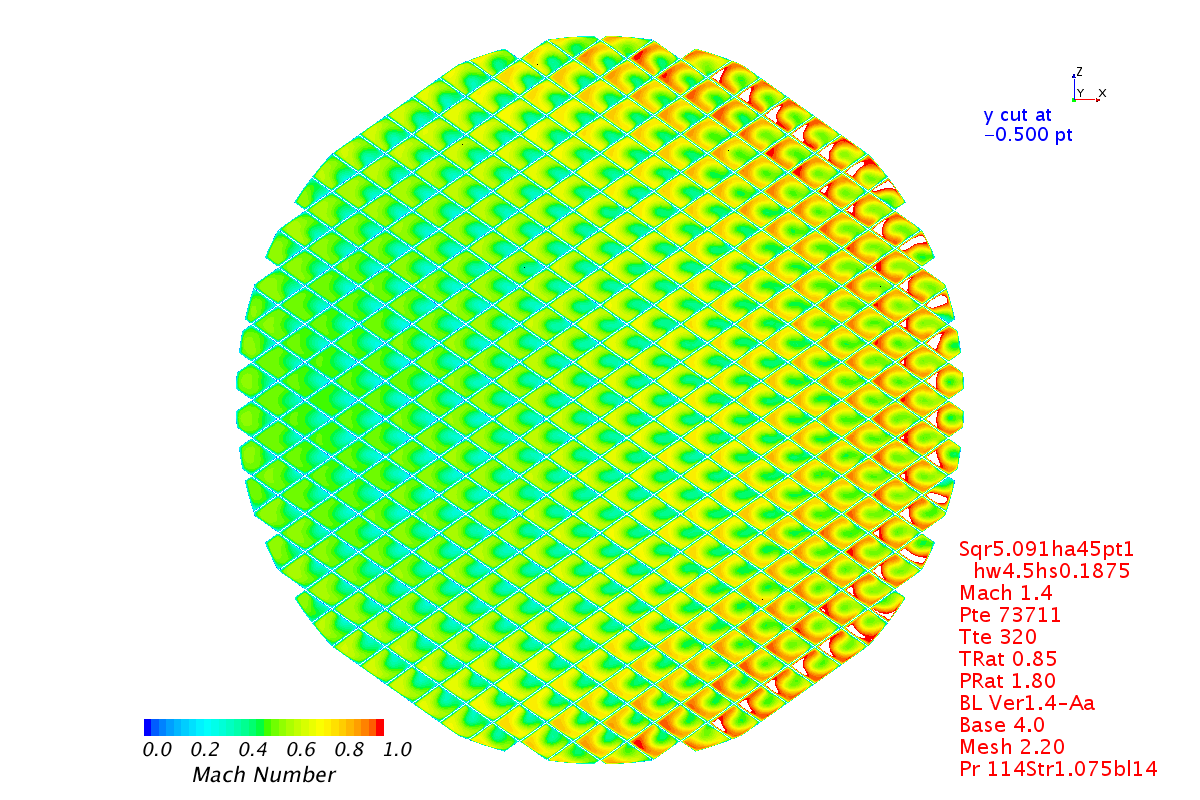 Z
Y X
y cut at
−0.500 pt
Sqr5.091ha45pt1
hw4.5hs0.1875
Mach 1.4
Pte 73711
Tte 320
TRat 0.85
PRat 1.80
BL Ver1.4−Aa
Base 4.0
Mesh 2.20
Pr 114Str1.075bl14
0.0 0.2 0.4 0.6 0.8 1.0
Mach Number